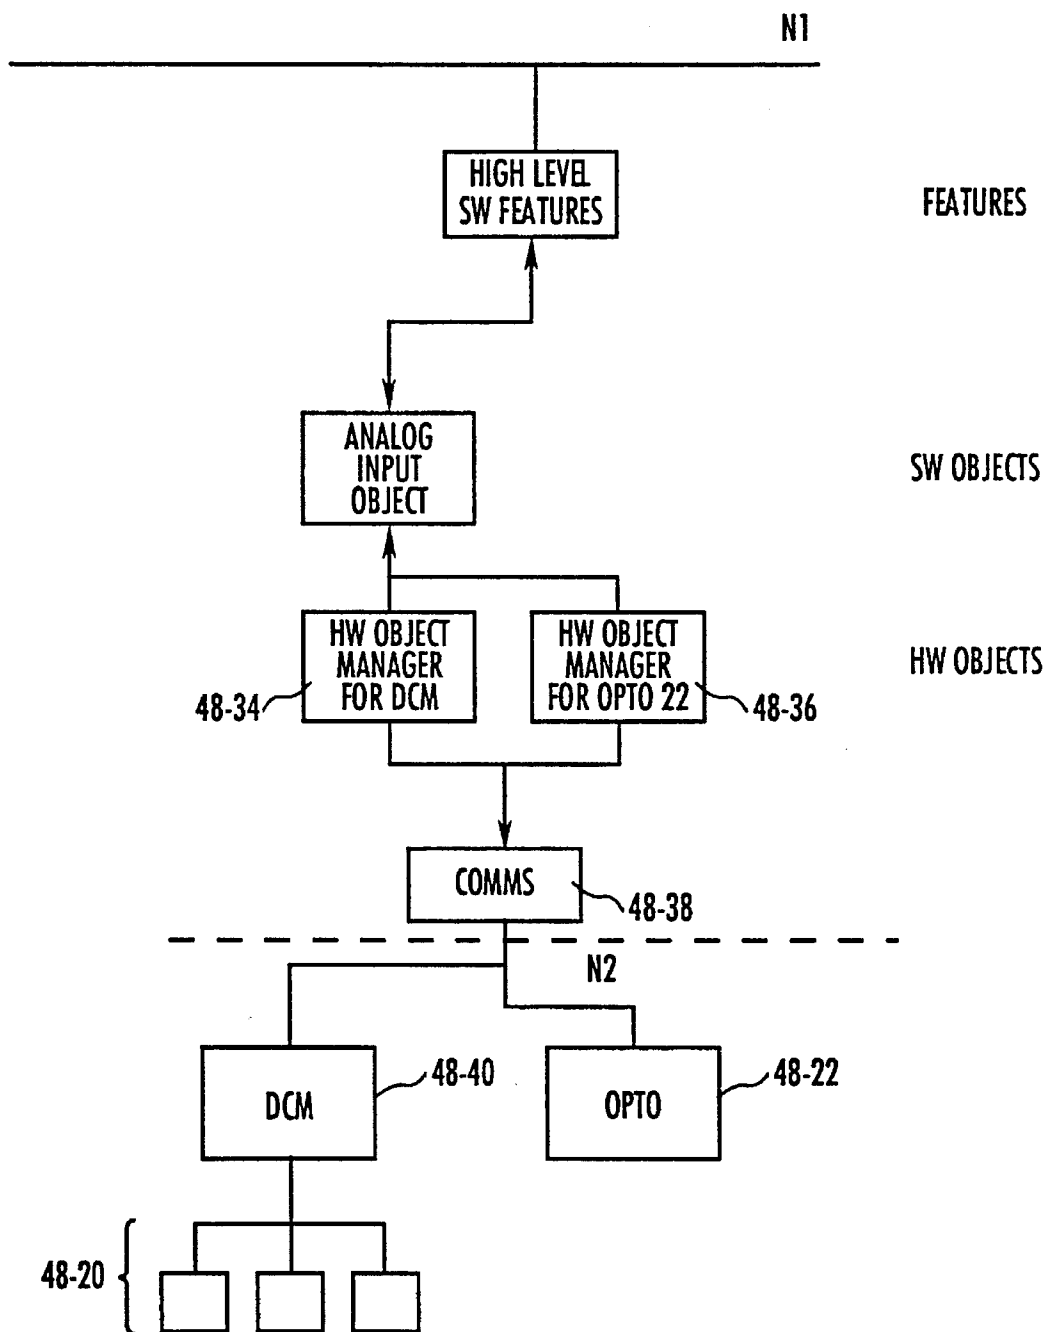 N1
HIGH LEVEL
SW FEATURES
FEATURES
ANALOG
INPUT
OBJECT
SW OBJECTS
HW OBJECT
MANAGER
FOR DCM
HW OBJECT
MANAGER
FOR OPTO 22
HW OBJECTS
48-34
48-36
COMMS
48-38
N2
DCM
48-40
OPTO
48-22
48-20